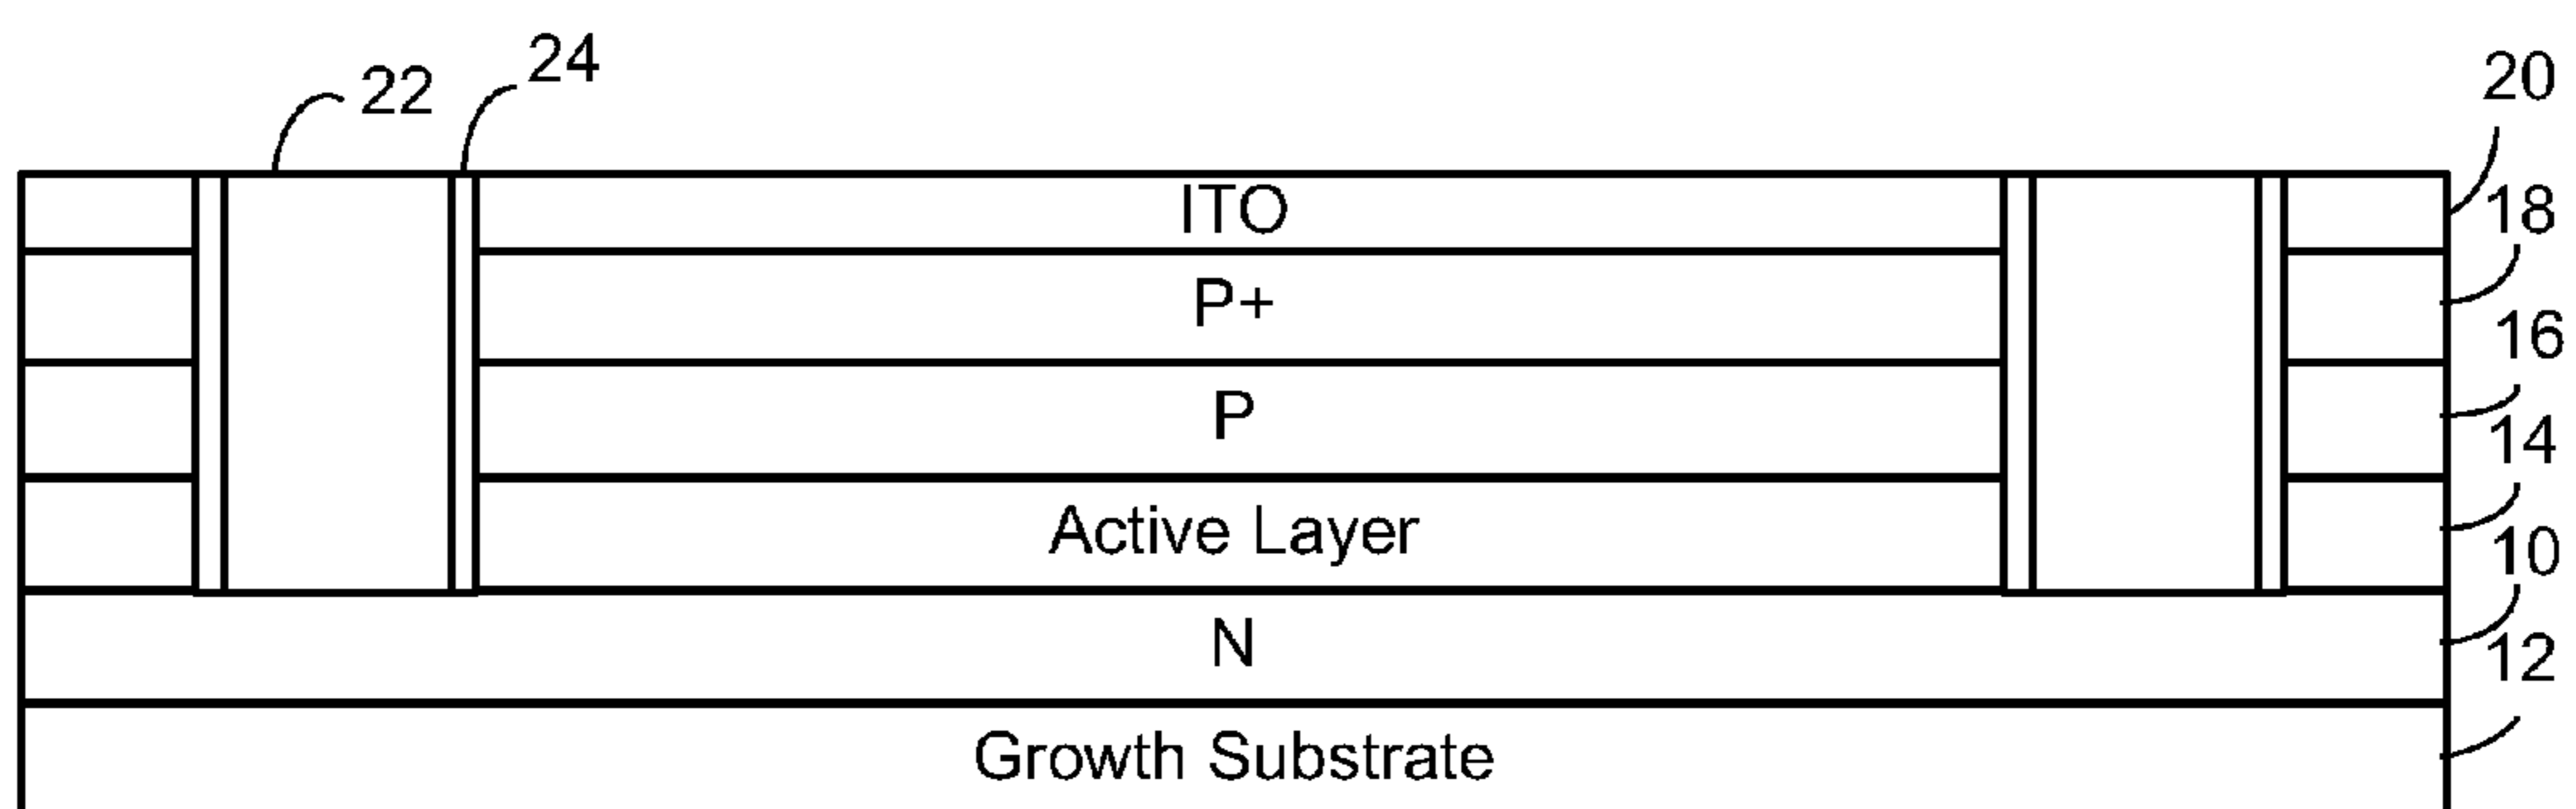 24
22
20
ITO
18
P+
16
P
14
Active Layer
10
N
12
Growth Substrate